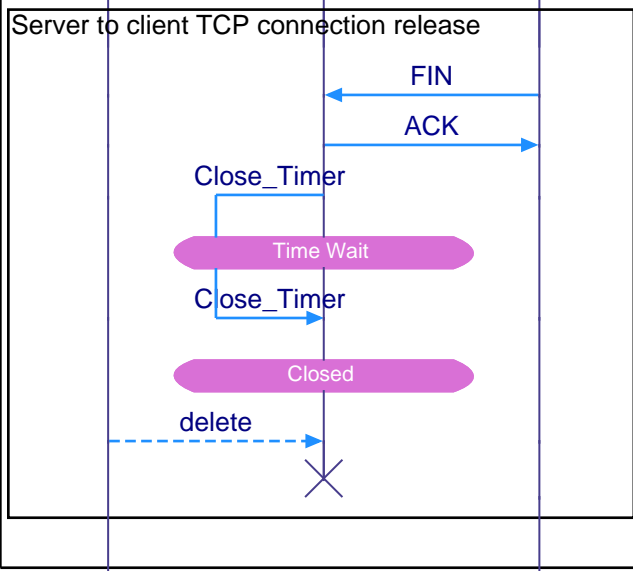 Server to client TCP connection release
FIN
ACK
Close_Timer
Time Wait
Close_Timer
Closed
delete